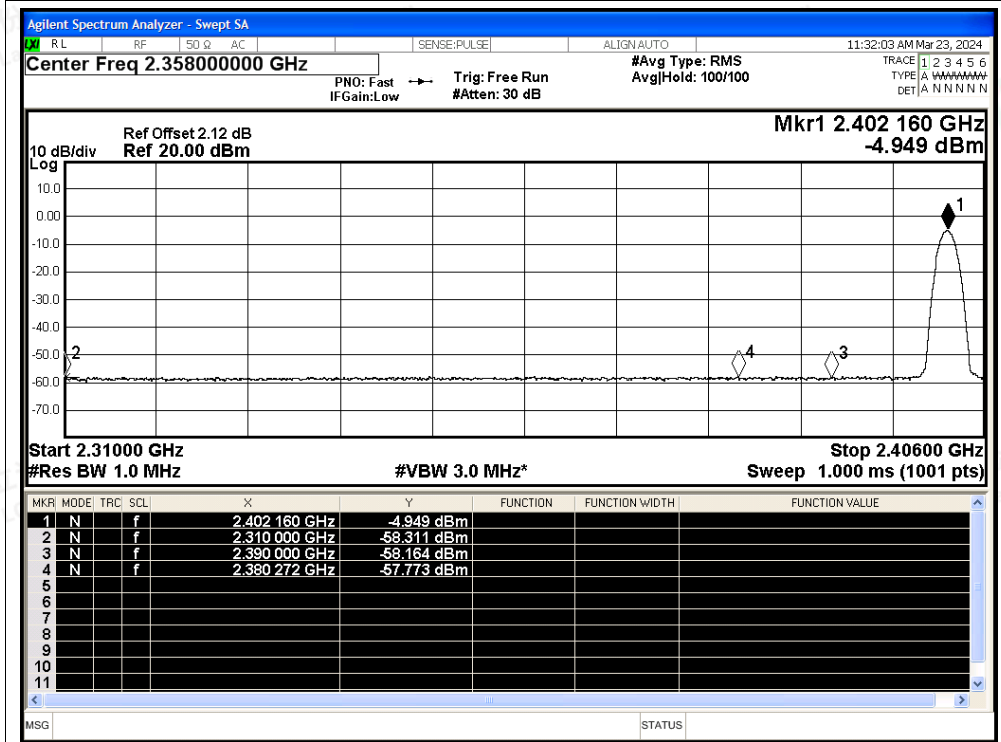 Agilent Spectrum Analyzer - Swept SA
LXI RL RF 50 Ω AC SENSE:PULSE ALIGN AUTO 11:32:03 AM Mar 23, 2024
Center Freq 2.358000000 GHz
PNO: Fast
IFGain:Low
Trig: Free Run
#Atten: 30 dB
#Avg Type: RMS
Avg|Hold: 100/100
TRACE 1 2 3 4 5 6
TYPE A WWWWW
DET A N N N N N
Ref Offset 2.12 dB
10 dB/div Ref 20.00 dBm
Log
Mkr1 2.402 160 GHz
-4.949 dBm
10.0
0.00
-10.0
-20.0
-30.0
-40.0
-50.0
-60.0
-70.0
1
2
4
3
Start 2.31000 GHz Stop 2.40600 GHz
#Res BW 1.0 MHz #VBW 3.0 MHz* Sweep 1.000 ms (1001 pts)
MKR MODE TRC SCL X Y FUNCTION FUNCTION WIDTH FUNCTION VALUE
1 N f 2.402 160 GHz -4.949 dBm
2 N f 2.310 000 GHz -58.311 dBm
3 N f 2.390 000 GHz -58.164 dBm
4 N f 2.380 272 GHz -57.773 dBm
5
6
7
8
9
10
11
MSG STATUS